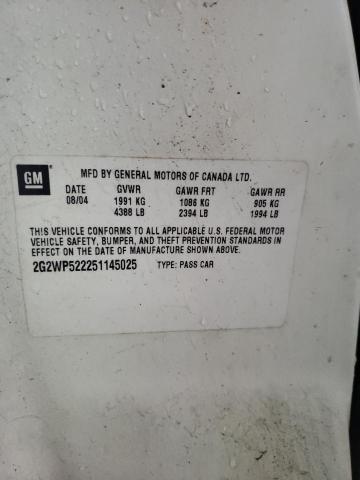 GM
MFD BY GENERAL MOTORS OF CANADA LTD.
DATE GVWR GAWR FRT GAWR RR
08/04 1991 KG 1086 KG 905 KG
4388 LB 2394 LB 1994 LB
THIS VEHICLE CONFORMS TO ALL APPLICABLE U.S. FEDERAL MOTOR
VEHICLE SAFETY, BUMPER, AND THEFT PREVENTION STANDARDS IN
EFFECT ON THE DATE OF MANUFACTURE SHOWN ABOVE.
2G2WP522251145025 TYPE: PASS CAR